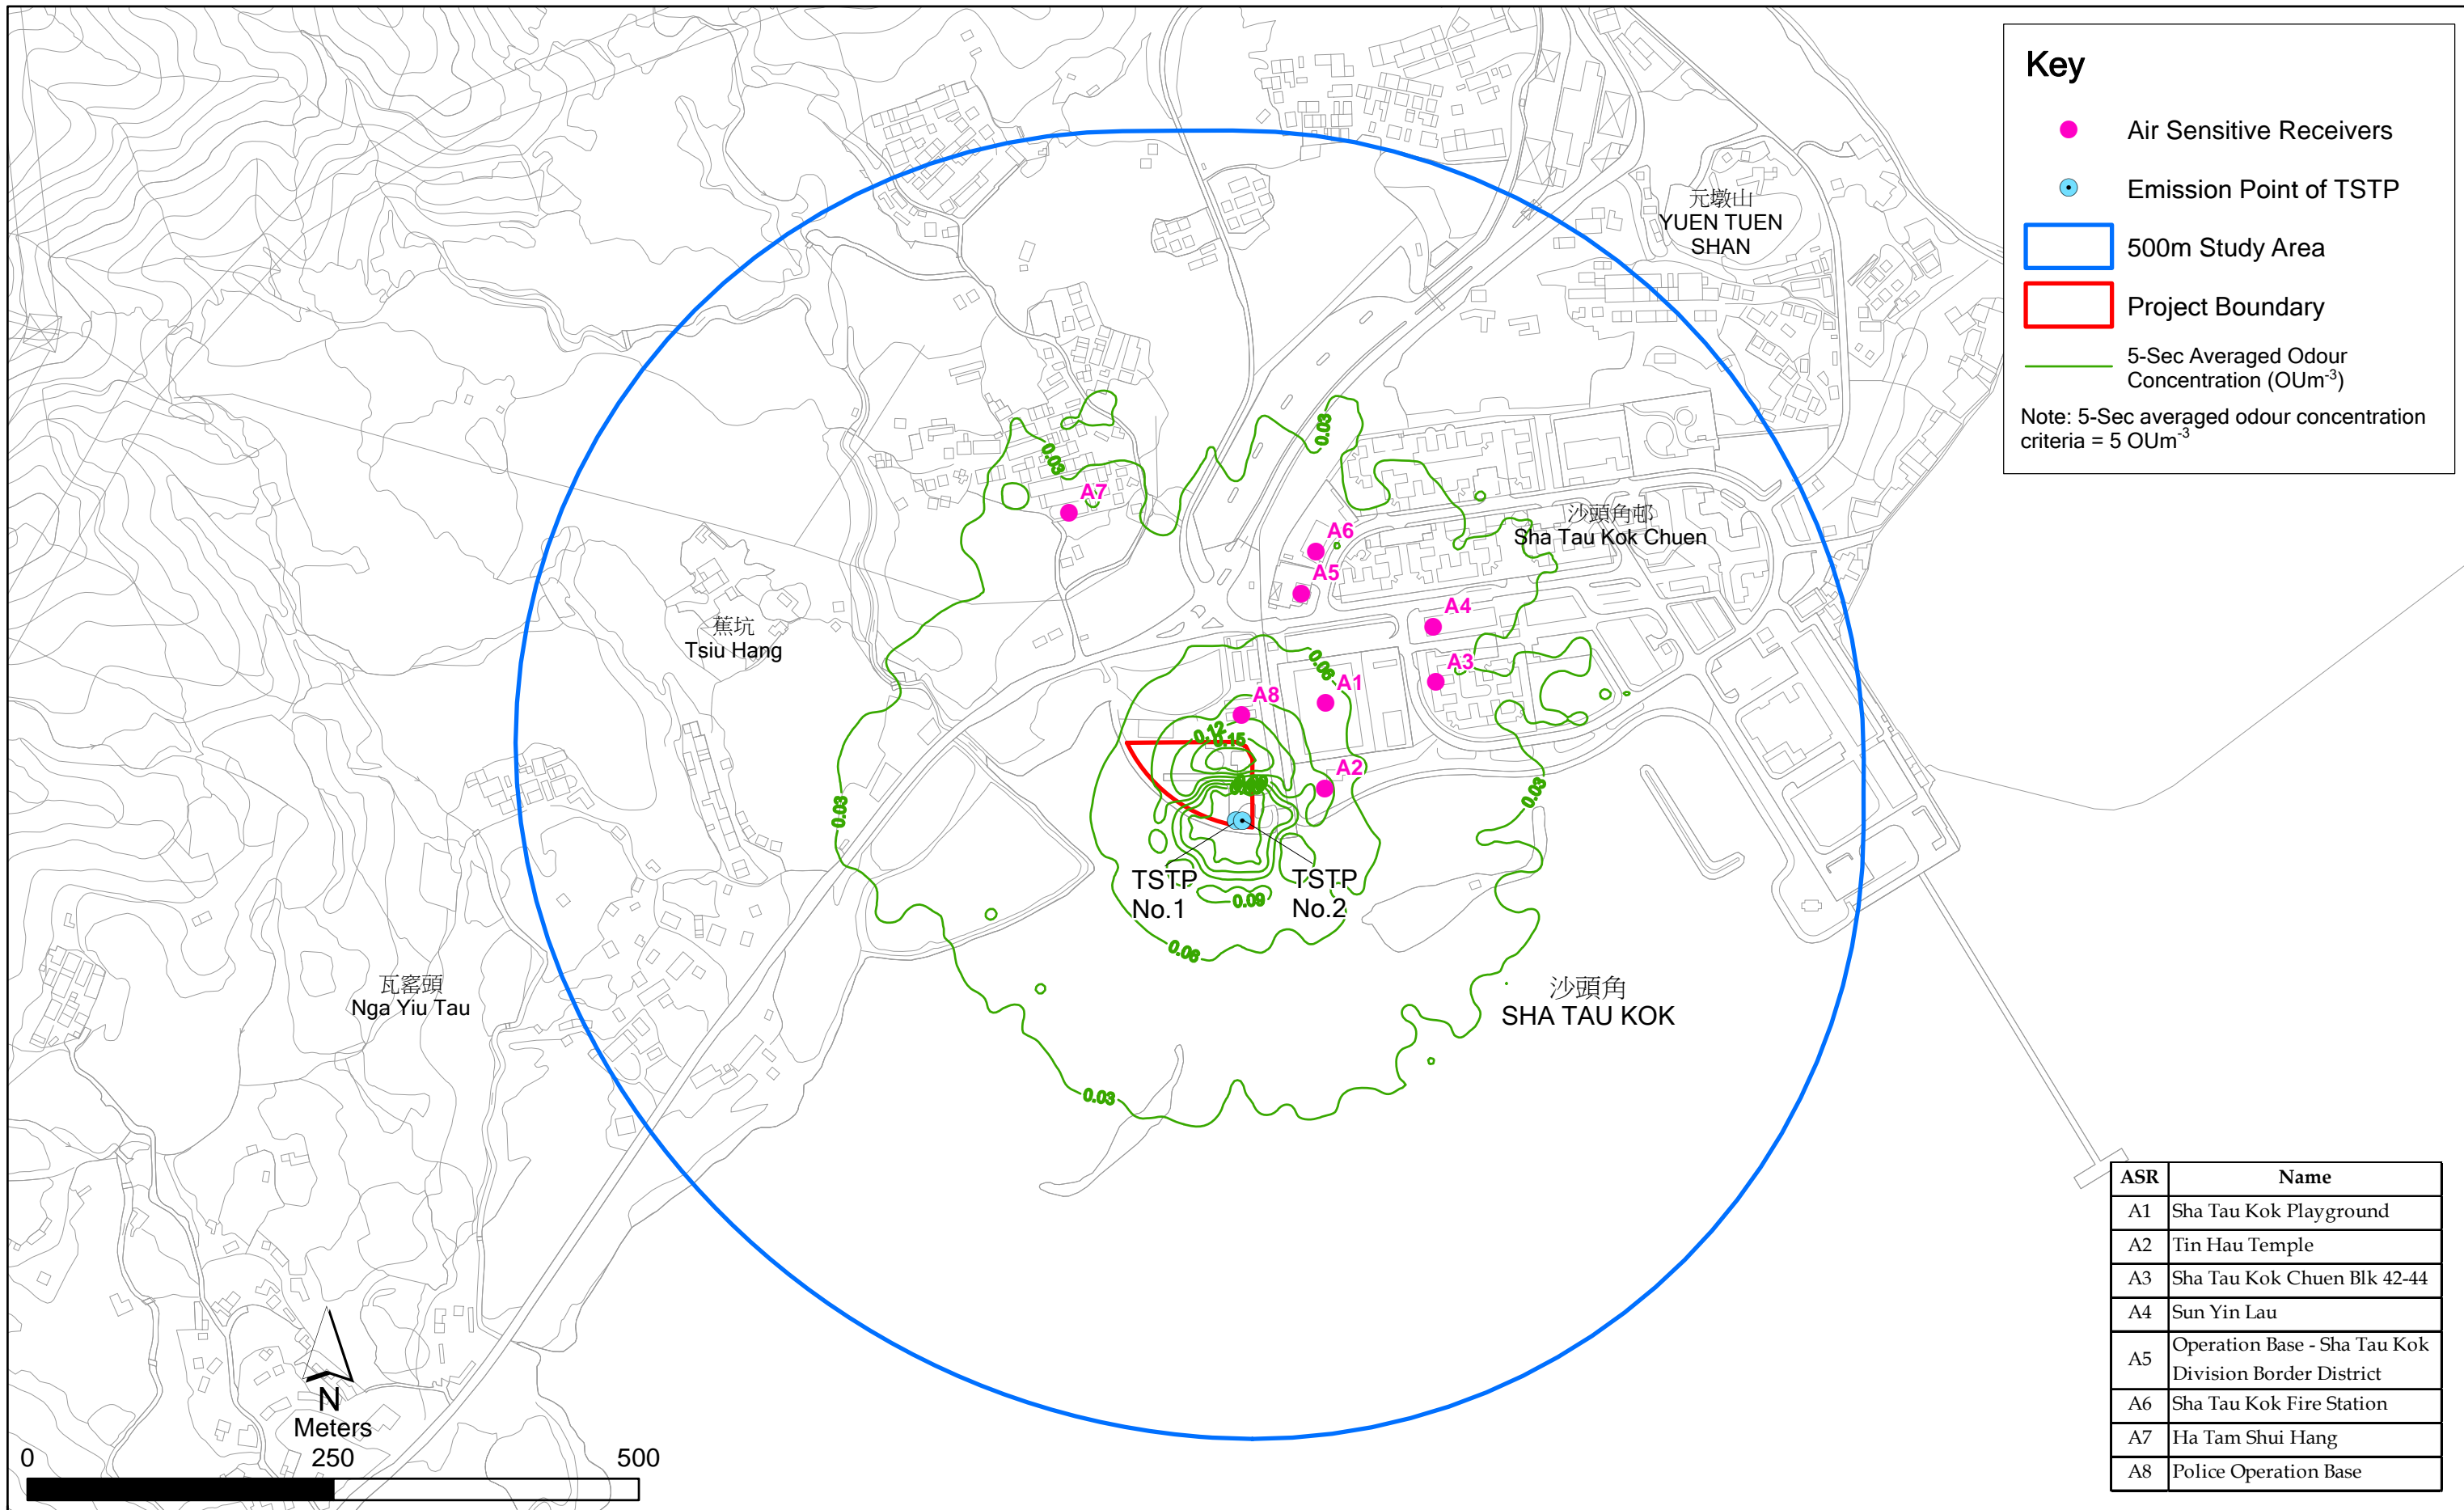 Key
Air Sensitive Receivers
Emission Point of TSTP
500m Study Area
Project Boundary
5-Sec Averaged Odour
Concentration (OUm-3)
Note: 5-Sec averaged odour concentration
criteria = 5 OUm-3
元墩山
YUEN TUEN
SHAN
0.03
0.03
A7
沙頭角邨
Sha Tau Kok Chuen
A6
A5
A4
蕉坑
Tsiu Hang
0.06
A3
A1
A8
0.12
0.15
A2
0.03
0.03
TSTP
No.1
TSTP
No.2
0.09
0.06
瓦窰頭
Nga Yiu Tau
沙頭角
SHA TAU KOK
0.03
N
Meters
0 250 500
ASR Name
A1 Sha Tau Kok Playground
A2 Tin Hau Temple
A3 Sha Tau Kok Chuen Blk 42-44
A4 Sun Yin Lau
A5 Operation Base - Sha Tau Kok
Division Border District
A6 Sha Tau Kok Fire Station
A7 Ha Tam Shui Hang
A8 Police Operation Base